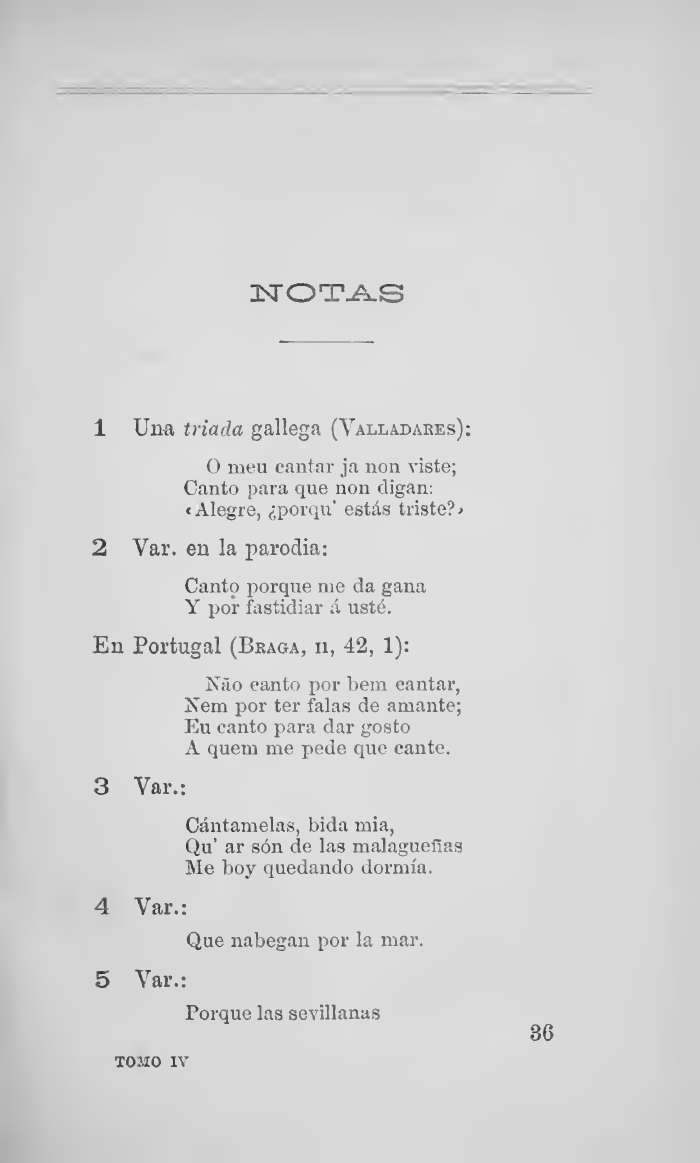 NOTAS
1 Una triada gallega (VALLADARES):
O meu cantar ja non viste;
Canto para que non digan:
‹Alegre, ¿porqu' estás triste?›
2 Var. en la parodia:
Canto porque me da gana
Y por fastidiar á usté.
En Portugal (BRAGA, II, 42, 1):
Não canto por bem cantar,
Nem por ter falas de amante;
Eu canto para dar gosto
A quem me pede que cante.
3 Var.:
Cántamelas, bida mia,
Qu' ar són de las malagueñas
Me boy quedando dormía.
4 Var.:
Que nabegan por la mar.
5 Var.:
Porque las sevillanas
36
TOMO IV